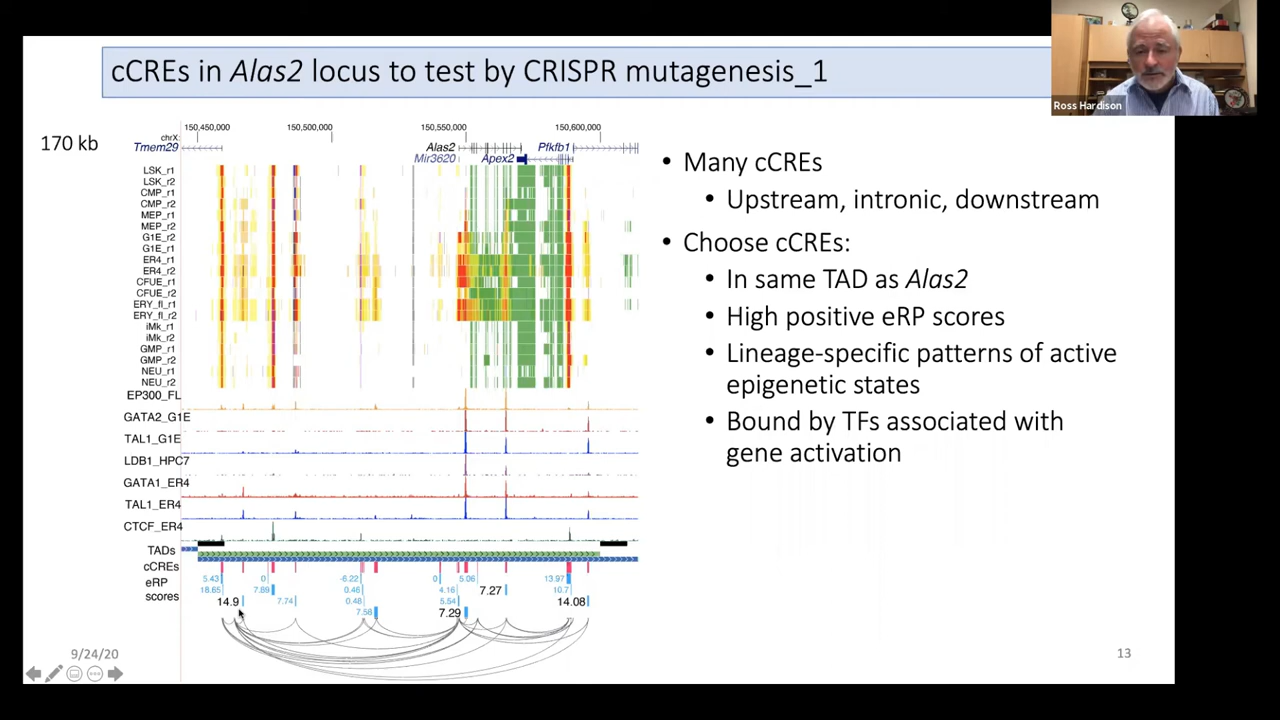 cCREs in Alas2 locus to test by CRISPR mutagenesis_1
Ross Hardison
170 kb
chrX:
150,450,000
150,500,000
150,550,000
150,600,000
Tmem29
Alas2
Pfkfb1
Mir3620
Apex2
LSK_r1
LSK_r2
CMP_r1
CMP_r2
MEP_r1
MEP_r2
G1E_r2
G1E_r1
ER4_r1
ER4_r2
CFUE_r1
CFUE_r2
ERY_fl_r1
ERY_fl_r2
iMk_r1
iMk_r2
GMP_r1
GMP_r2
NEU_r1
NEU_r2
EP300_FL
GATA2_G1E
TAL1_G1E
LDB1_HPC7
GATA1_ER4
TAL1_ER4
CTCF_ER4
TADs
cCREs
eRP
scores
5.43 0 -6.22 0 5.06 13.97
18.65 7.89 0.46 4.16 7.27 10.7
14.9 7.74 0.48 5.54 14.08
7.58 7.29
• Many cCREs
• Upstream, intronic, downstream
• Choose cCREs:
• In same TAD as Alas2
• High positive eRP scores
• Lineage-specific patterns of active
epigenetic states
• Bound by TFs associated with
gene activation
9/24/20
13